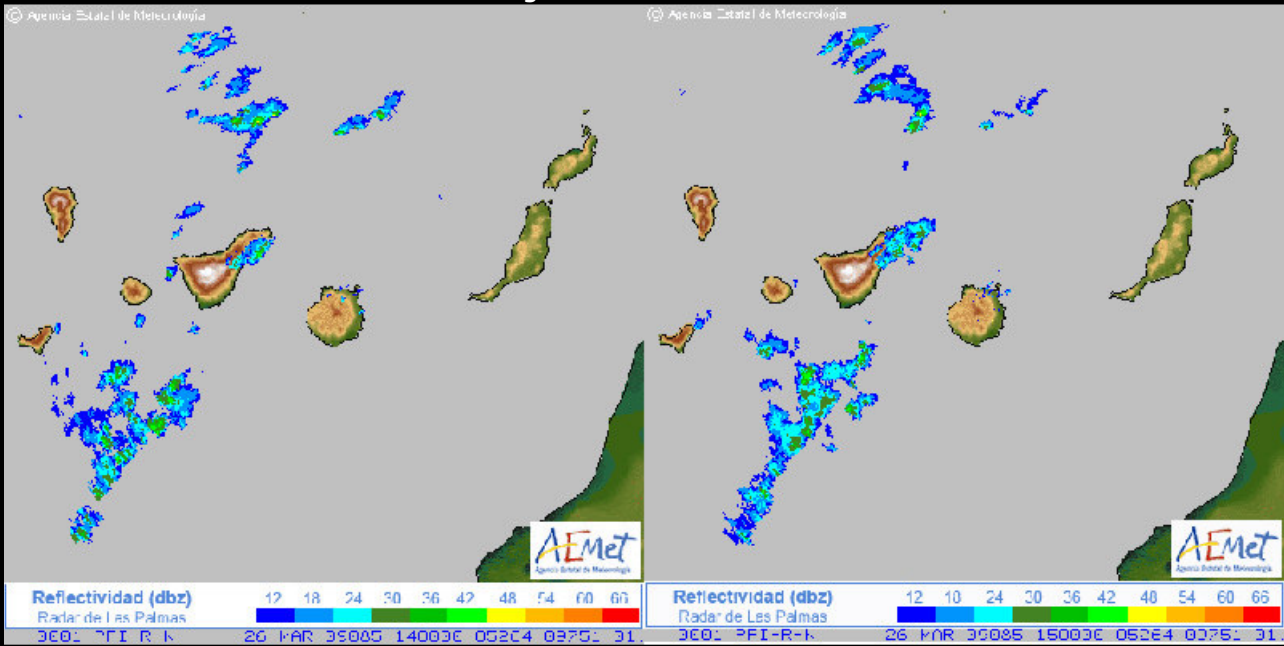 © Agencia Estatal de Meteorología
© Agencia Estatal de Meteorología
AEMet
Agencia Estatal de Meteorología
AEMet
Agencia Estatal de Meteorología
Reflectividad (dbz) 12 18 24 30 36 42 48 54 60 66
Radar de Las Palmas
26 MAR
Reflectividad (dbz) 12 10 24 30 36 42 48 54 60 66
Radar de Las Palmas
26 MAR